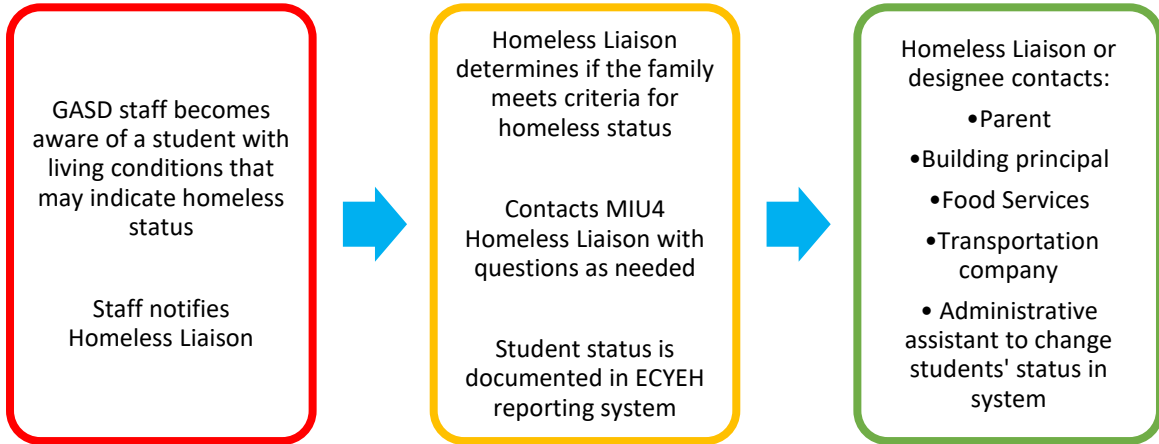 GASD staff becomes
aware of a student with
living conditions that
may indicate homeless
status
Staff notifies
Homeless Liaison
Homeless Liaison
determines if the family
meets criteria for
homeless status
Contacts MIU4
Homeless Liaison with
questions as needed
Student status is
documented in ECYEH
reporting system
Homeless Liaison or
designee contacts:
•Parent
•Building principal
•Food Services
•Transportation
company
• Administrative
assistant to change
students' status in
system